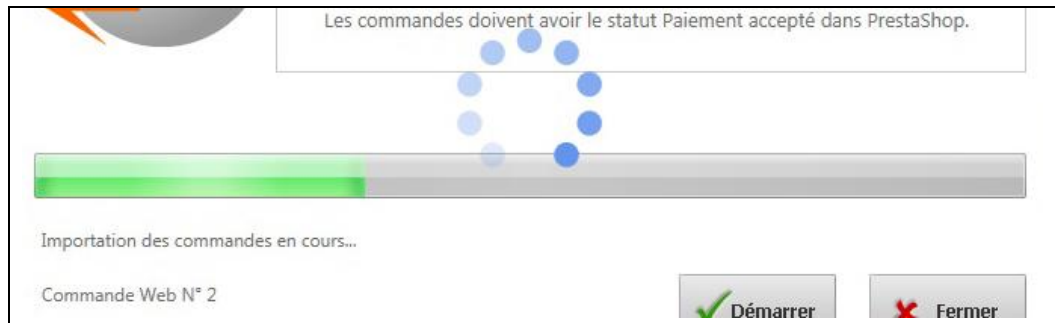 Les commandes doivent avoir le statut Paiement accepté dans PrestaShop.
Importation des commandes en cours...
Commande Web N° 2
Démarrer
Fermer